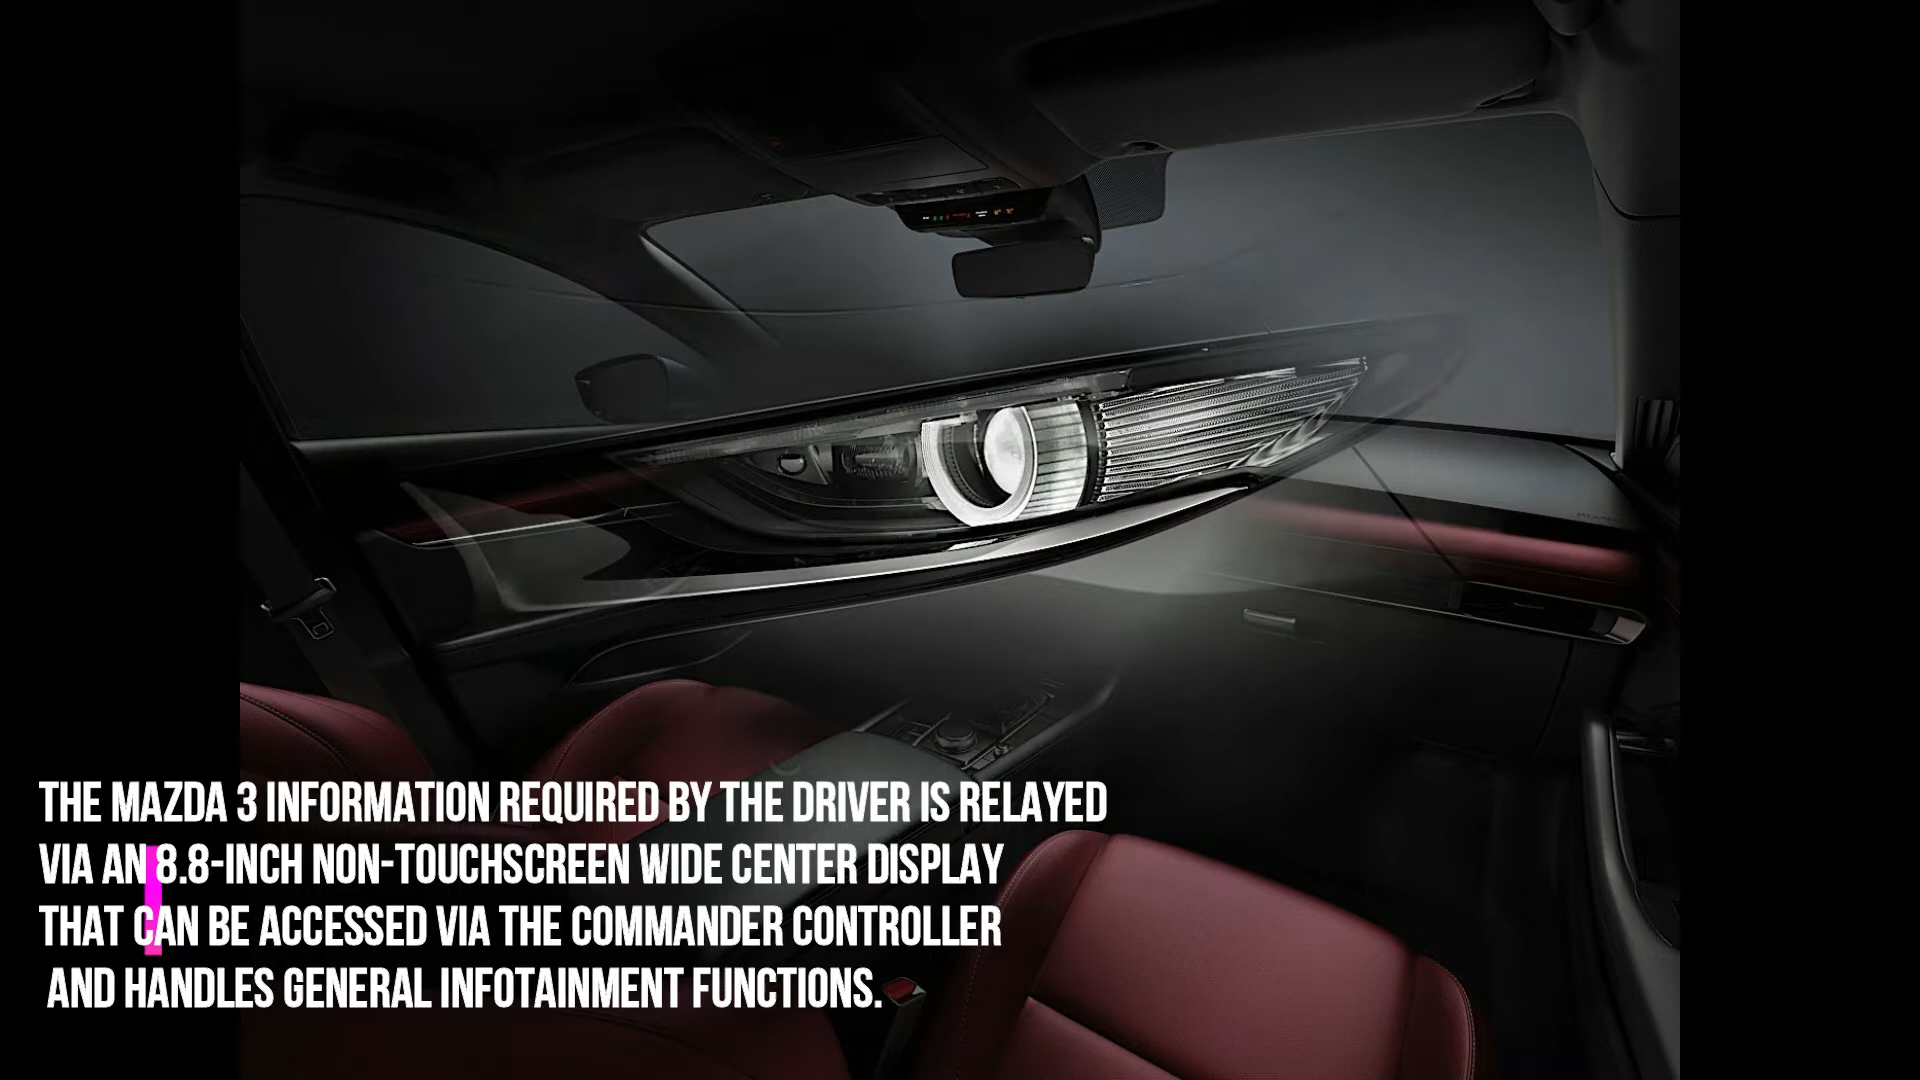 THE MAZDA 3 INFORMATION REQUIRED BY THE DRIVER IS RELAYED
VIA AN 8.8-INCH NON-TOUCHSCREEN WIDE CENTER DISPLAY
THAT CAN BE ACCESSED VIA THE COMMANDER CONTROLLER
AND HANDLES GENERAL INFOTAINMENT FUNCTIONS.